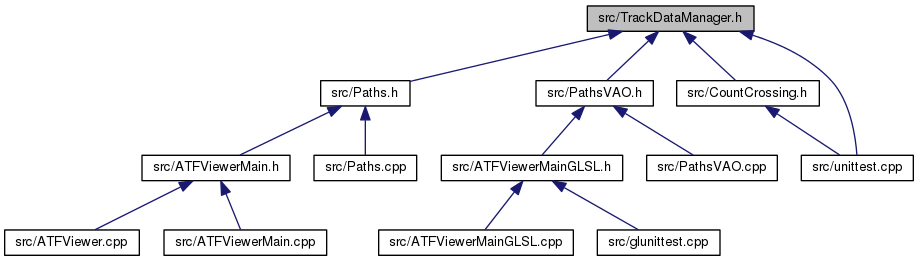 src/TrackDataManager.h
src/Paths.h
src/PathsVAO.h
src/CountCrossing.h
src/ATFViewerMain.h
src/Paths.cpp
src/ATFViewerMainGLSL.h
src/PathsVAO.cpp
src/unittest.cpp
src/ATFViewer.cpp
src/ATFViewerMain.cpp
src/ATFViewerMainGLSL.cpp
src/glunittest.cpp